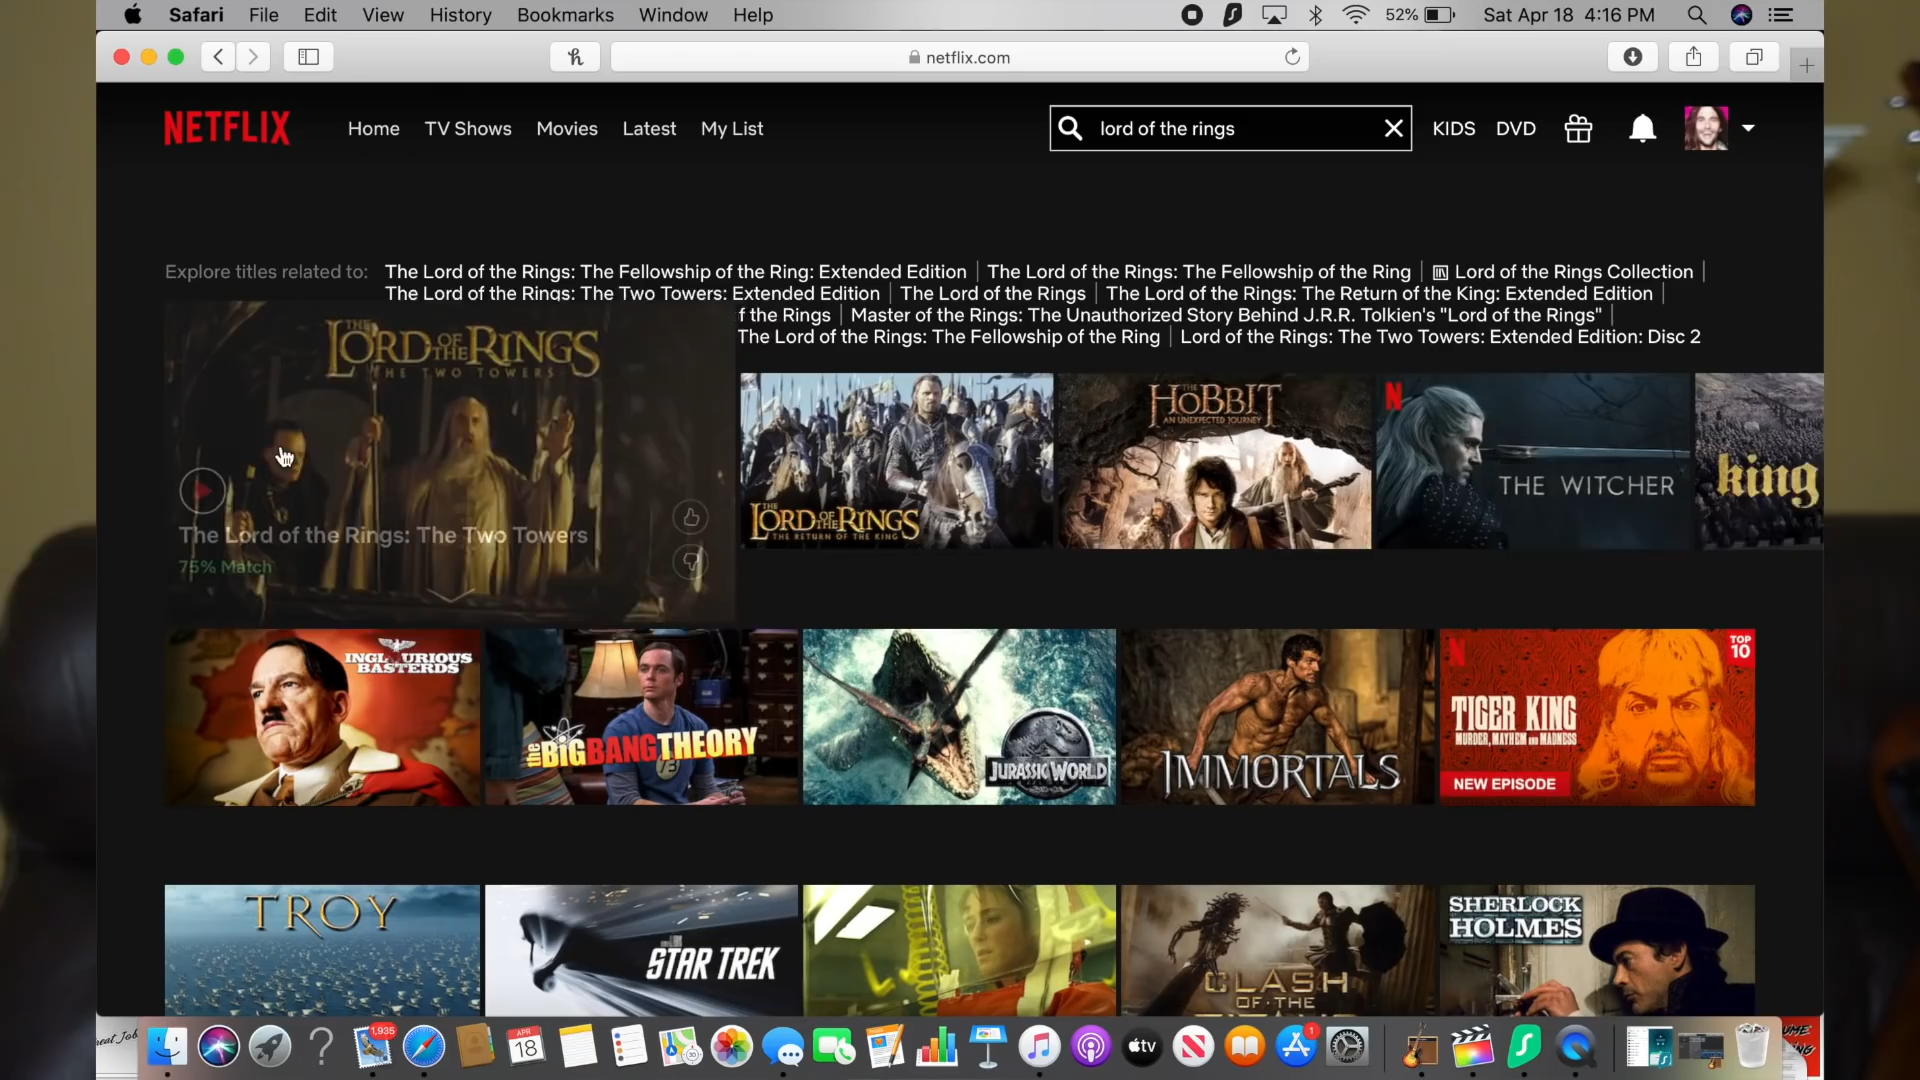 Safari File Edit View History Bookmarks Window Help 52% Sat Apr 18 4:16 PM
netflix.com
NETFLIX Home TV Shows Movies Latest My List lord of the rings KIDS DVD
Explore titles related to: The Lord of the Rings: The Fellowship of the Ring: Extended Edition | The Lord of the Rings: The Fellowship of the Ring | Lord of the Rings Collection |
The Lord of the Rings: The Two Towers: Extended Edition | The Lord of the Rings | The Lord of the Rings: The Return of the King: Extended Edition |
f the Rings | Master of the Rings: The Unauthorized Story Behind J.R.R. Tolkien's "Lord of the Rings" |
The Lord of the Rings: The Fellowship of the Ring | Lord of the Rings: The Two Towers: Extended Edition: Disc 2
THE
LORD OF THE RINGS
THE TWO TOWERS
The Lord of the Rings: The Two Towers
75% Match
THE
LORD OF THE RINGS
THE RETURN OF THE KING
THE
HOBBIT
AN UNEXPECTED JOURNEY
N
THE WITCHER
king
INGLOURIOUS
BASTERDS
the BIG BANG THEORY
JURASSIC WORLD
IMMORTALS
N
TOP
10
TIGER KING
MURDER, MAYHEM AND MADNESS
NEW EPISODE
TROY
STAR TREK
CLASH
OF·THE
TITANS
SHERLOCK
HOLMES
eat Job
1,935
APR
18
tv
1